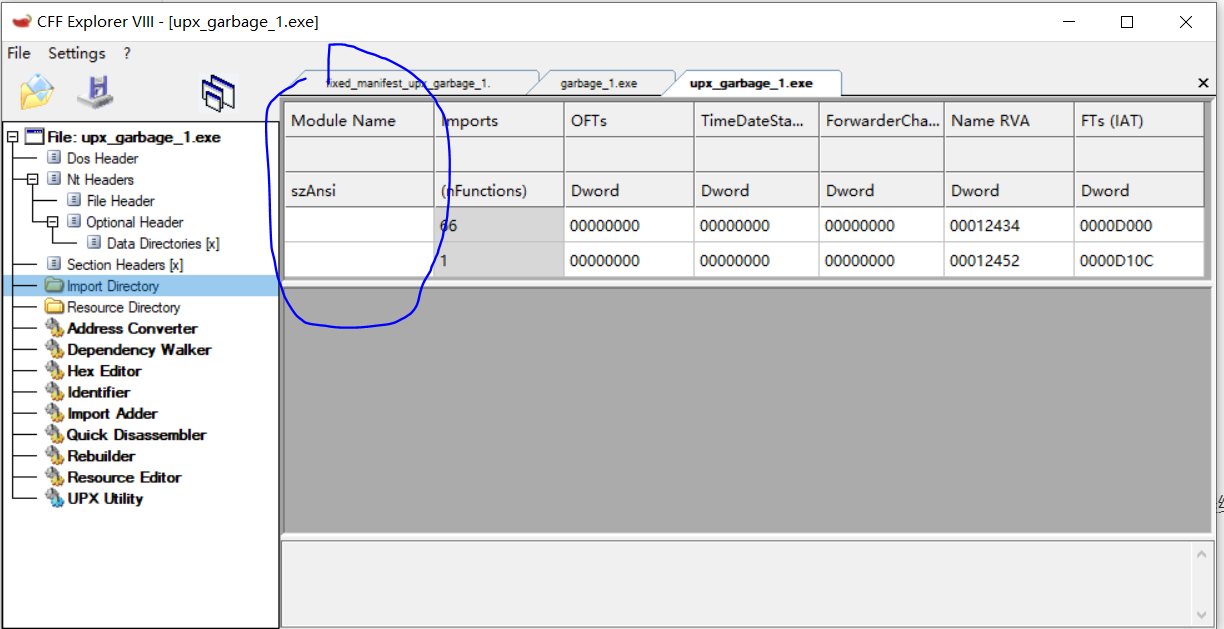 CFF Explorer VIII - [upx_garbage_1.exe]
File Settings ?
fixed_manifest_upx_garbage_1. garbage_1.exe upx_garbage_1.exe
File: upx_garbage_1.exe
Dos Header
Nt Headers
File Header
Optional Header
Data Directories [x]
Section Headers [x]
Import Directory
Resource Directory
Address Converter
Dependency Walker
Hex Editor
Identifier
Import Adder
Quick Disassembler
Rebuilder
Resource Editor
UPX Utility
Module Name Imports OFTs TimeDateSta... ForwarderCha... Name RVA FTs (IAT)
szAnsi (nFunctions) Dword Dword Dword Dword Dword
66 00000000 00000000 00000000 00012434 0000D000
1 00000000 00000000 00000000 00012452 0000D10C